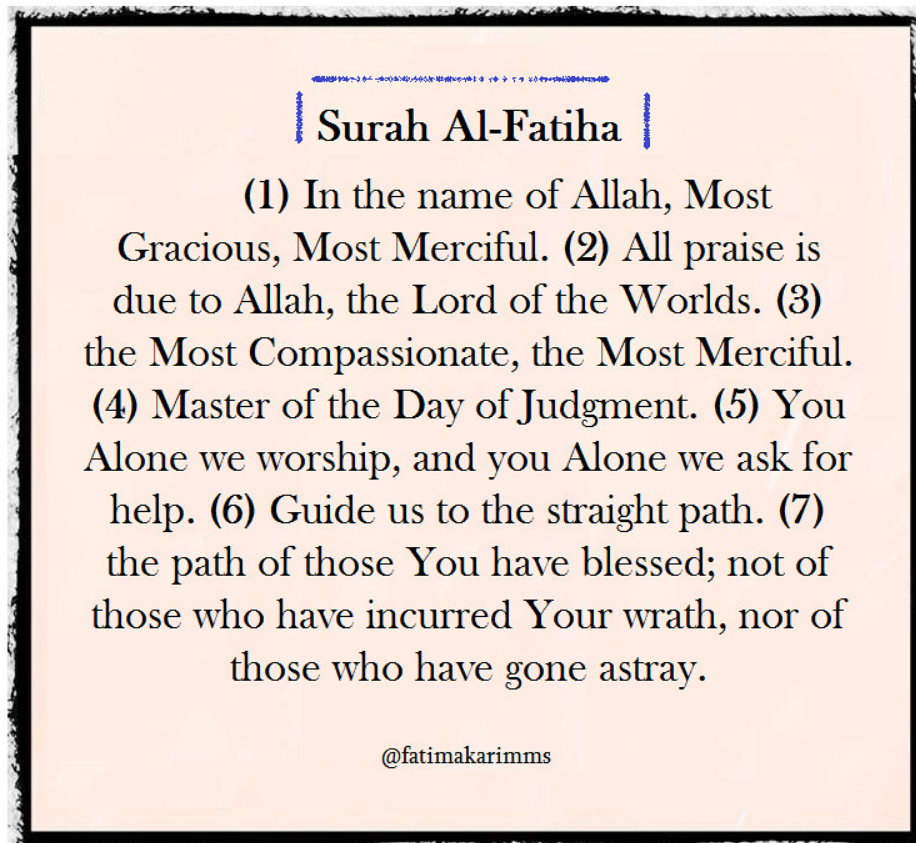 Surah Al-Fatiha
(1) In the name of Allah, Most
Gracious, Most Merciful. (2) All praise is
due to Allah, the Lord of the Worlds. (3)
the Most Compassionate, the Most Merciful.
(4) Master of the Day of Judgment. (5) You
Alone we worship, and you Alone we ask for
help. (6) Guide us to the straight path. (7)
the path of those You have blessed; not of
those who have incurred Your wrath, nor of
those who have gone astray.
@fatimakarimms